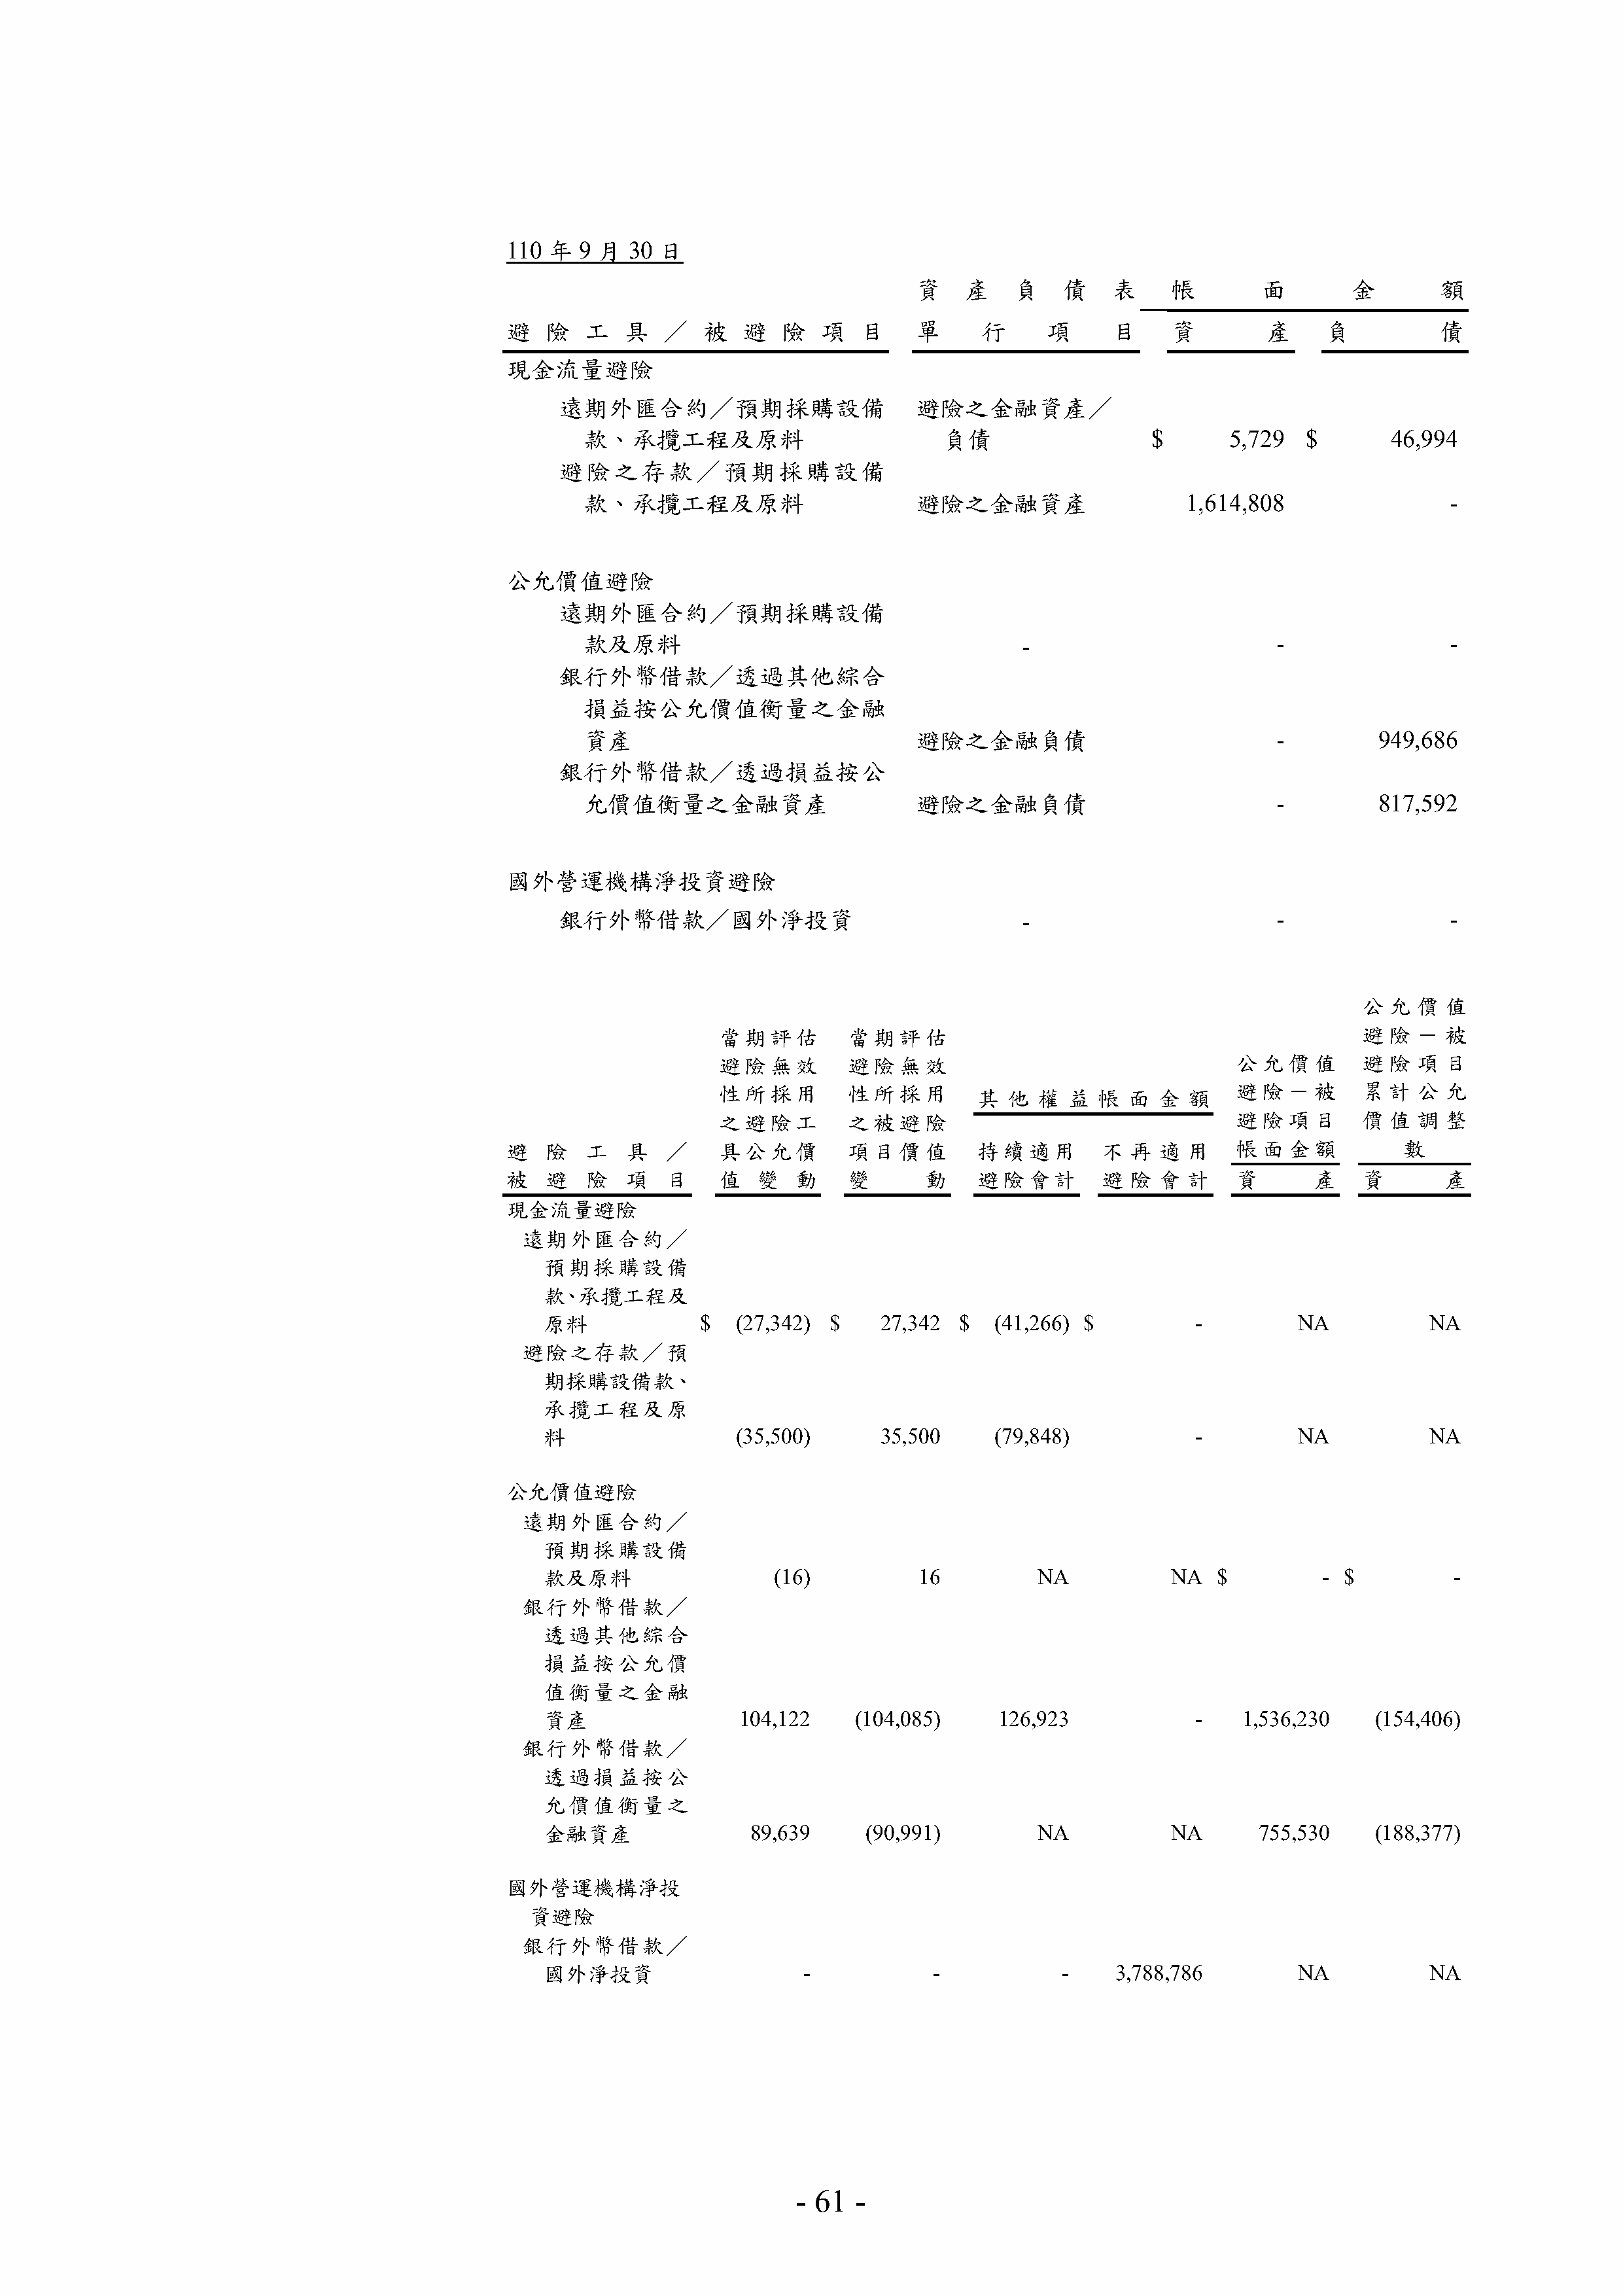 110 年 9 月 30 日
資產負債表 帳面金額
避險工具／被避險項目 單行項目 資產 負債
現金流量避險
遠期外匯合約／預期採購設備 避險之金融資產／
款、承攬工程及原料 負債 $ 5,729 $ 46,994
避險之存款／預期採購設備
款、承攬工程及原料 避險之金融資產 1,614,808 -
公允價值避險
遠期外匯合約／預期採購設備
款及原料 - - -
銀行外幣借款／透過其他綜合
損益按公允價值衡量之金融
資產 避險之金融負債 - 949,686
銀行外幣借款／透過損益按公
允價值衡量之金融資產 避險之金融負債 - 817,592
國外營運機構淨投資避險
銀行外幣借款／國外淨投資 - - -
公允價值
當期評估 當期評估 避險－被
避險無效 避險無效 公允價值 避險項目
性所採用 性所採用 其他權益帳面金額 避險－被 累計公允
之避險工 之被避險 避險項目 價值調整
避險工具／ 具公允價 項目價值 持續適用 不再適用 帳面金額 數
被避險項目 值變動 變動 避險會計 避險會計 資產 資產
現金流量避險
遠期外匯合約／
預期採購設備
款、承攬工程及
原料 $ (27,342) $ 27,342 $ (41,266) $ - NA NA
避險之存款／預
期採購設備款、
承攬工程及原
料 (35,500) 35,500 (79,848) - NA NA
公允價值避險
遠期外匯合約／
預期採購設備
款及原料 (16) 16 NA NA $ - $ -
銀行外幣借款／
透過其他綜合
損益按公允價
值衡量之金融
資產 104,122 (104,085) 126,923 - 1,536,230 (154,406)
銀行外幣借款／
透過損益按公
允價值衡量之
金融資產 89,639 (90,991) NA NA 755,530 (188,377)
國外營運機構淨投
資避險
銀行外幣借款／
國外淨投資 - - - 3,788,786 NA NA
- 61 -